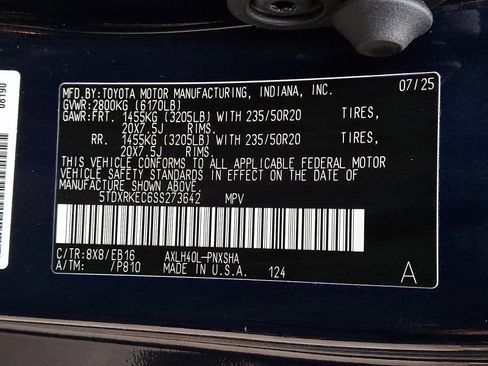 MFD.BY:TOYOTA MOTOR MANUFACTURING, INDIANA, INC. 07/25
GVWR:2800KG (6170LB)
GAWR:FRT. 1455KG (3205LB) WITH 235/50R20 TIRES,
20X7.5J RIMS.
RR. 1455KG (3205LB) WITH 235/50R20 TIRES,
20X7.5J RIMS.
THIS VEHICLE CONFORMS TO ALL APPLICABLE FEDERAL MOTOR
VEHICLE SAFETY STANDARDS IN EFFECT ON THE DATE OF
MANUFACTURE SHOWN ABOVE.
5TDXRKEC6SS273642 MPV
C/TR:8X8/EB16 AXLH40L-PNXSHA
A/TM: /P810 MADE IN U.S.A. 124 A
08190